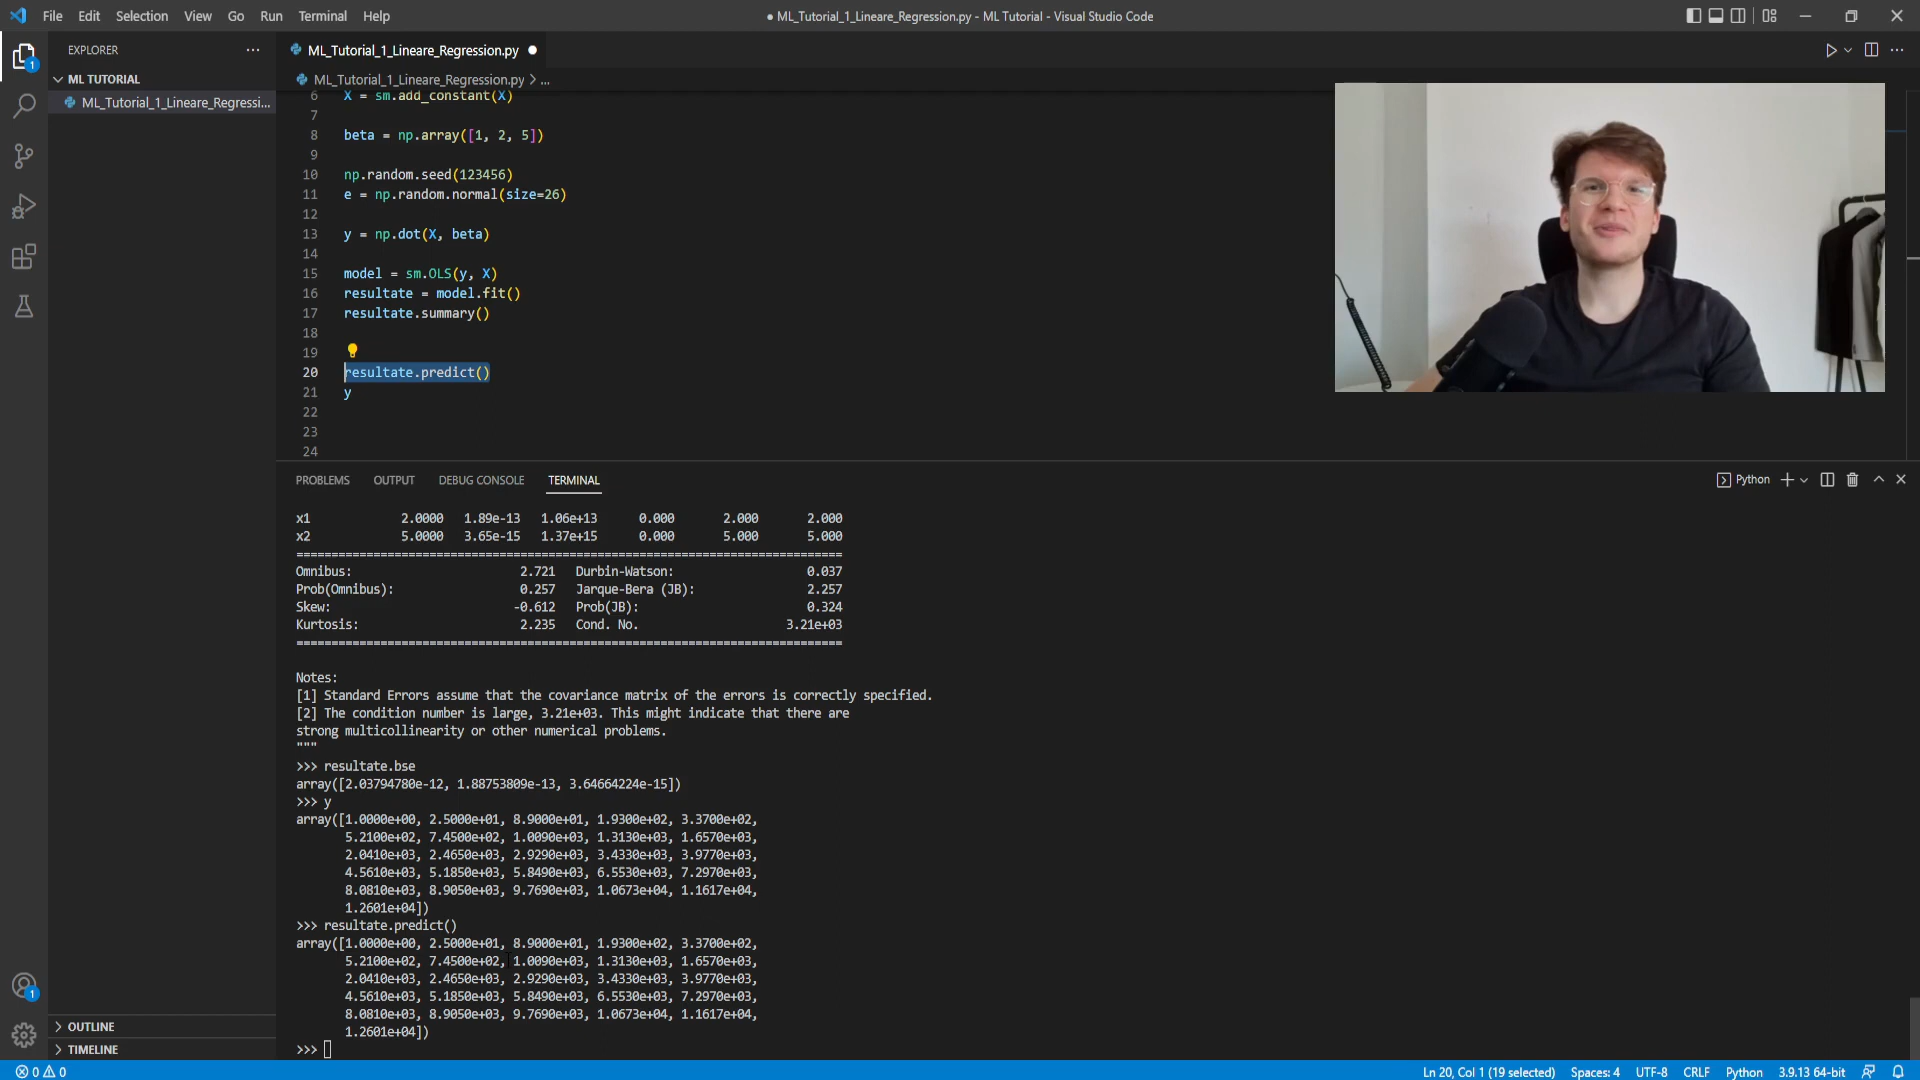 File Edit Selection View Go Run Terminal Help
● ML_Tutorial_1_Lineare_Regression.py - ML Tutorial - Visual Studio Code
EXPLORER
ML TUTORIAL
ML_Tutorial_1_Lineare_Regressi...
OUTLINE
TIMELINE
ML_Tutorial_1_Lineare_Regression.py
ML_Tutorial_1_Lineare_Regression.py > ...
6 X = sm.add_constant(X)
7
8 beta = np.array([1, 2, 5])
9
10 np.random.seed(123456)
11 e = np.random.normal(size=26)
12
13 y = np.dot(X, beta)
14
15 model = sm.OLS(y, X)
16 resultate = model.fit()
17 resultate.summary()
18
19
20 resultate.predict()
21 y
22
23
24
PROBLEMS OUTPUT DEBUG CONSOLE TERMINAL
Python
x1 2.0000 1.89e-13 1.06e+13 0.000 2.000 2.000
x2 5.0000 3.65e-15 1.37e+15 0.000 5.000 5.000
==============================================================================
Omnibus: 2.721 Durbin-Watson: 0.037
Prob(Omnibus): 0.257 Jarque-Bera (JB): 2.257
Skew: -0.612 Prob(JB): 0.324
Kurtosis: 2.235 Cond. No. 3.21e+03
==============================================================================
Notes:
[1] Standard Errors assume that the covariance matrix of the errors is correctly specified.
[2] The condition number is large, 3.21e+03. This might indicate that there are
strong multicollinearity or other numerical problems.
"""
>>> resultate.bse
array([2.03794780e-12, 1.88753809e-13, 3.64664224e-15])
>>> y
array([1.0000e+00, 2.5000e+01, 8.9000e+01, 1.9300e+02, 3.3700e+02,
5.2100e+02, 7.4500e+02, 1.0090e+03, 1.3130e+03, 1.6570e+03,
2.0410e+03, 2.4650e+03, 2.9290e+03, 3.4330e+03, 3.9770e+03,
4.5610e+03, 5.1850e+03, 5.8490e+03, 6.5530e+03, 7.2970e+03,
8.0810e+03, 8.9050e+03, 9.7690e+03, 1.0673e+04, 1.1617e+04,
1.2601e+04])
>>> resultate.predict()
array([1.0000e+00, 2.5000e+01, 8.9000e+01, 1.9300e+02, 3.3700e+02,
5.2100e+02, 7.4500e+02, 1.0090e+03, 1.3130e+03, 1.6570e+03,
2.0410e+03, 2.4650e+03, 2.9290e+03, 3.4330e+03, 3.9770e+03,
4.5610e+03, 5.1850e+03, 5.8490e+03, 6.5530e+03, 7.2970e+03,
8.0810e+03, 8.9050e+03, 9.7690e+03, 1.0673e+04, 1.1617e+04,
1.2601e+04])
>>>
1
1
0 0
Ln 20, Col 1 (19 selected) Spaces: 4 UTF-8 CRLF Python 3.9.13 64-bit